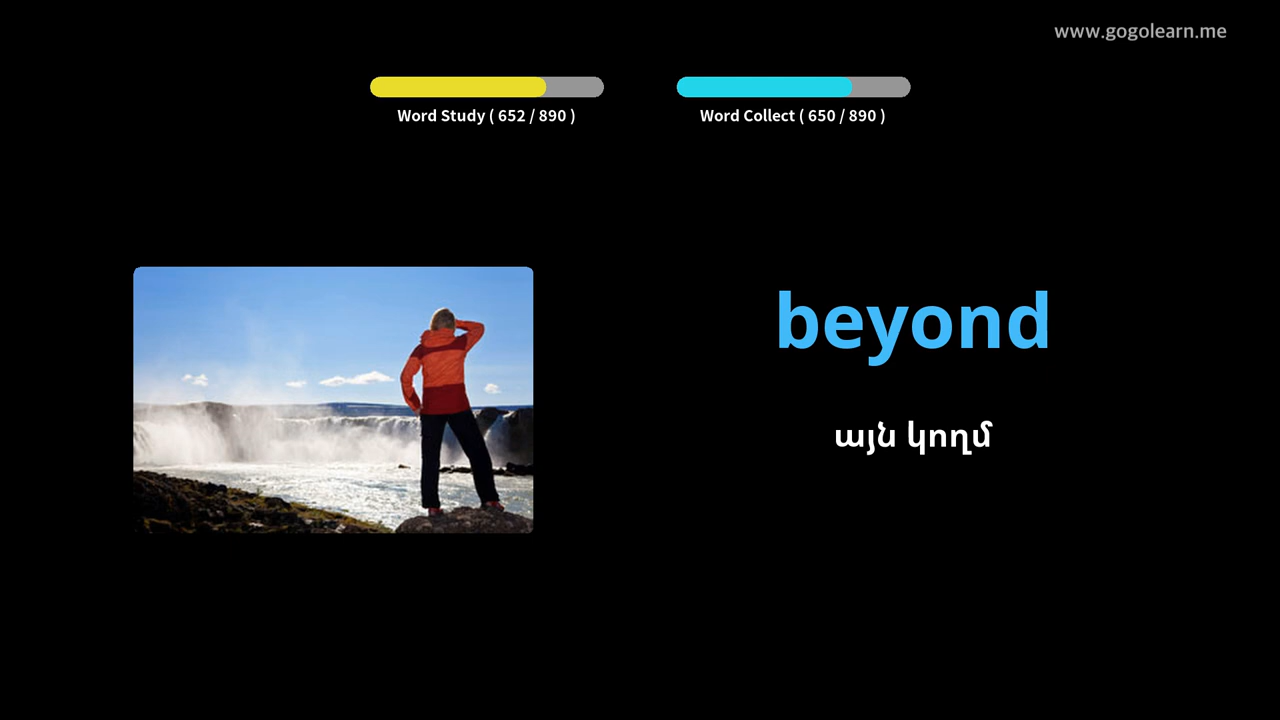 www.gogolearn.me
Word Study ( 652 / 890 )
Word Collect ( 650 / 890 )
beyond
այն կողմ